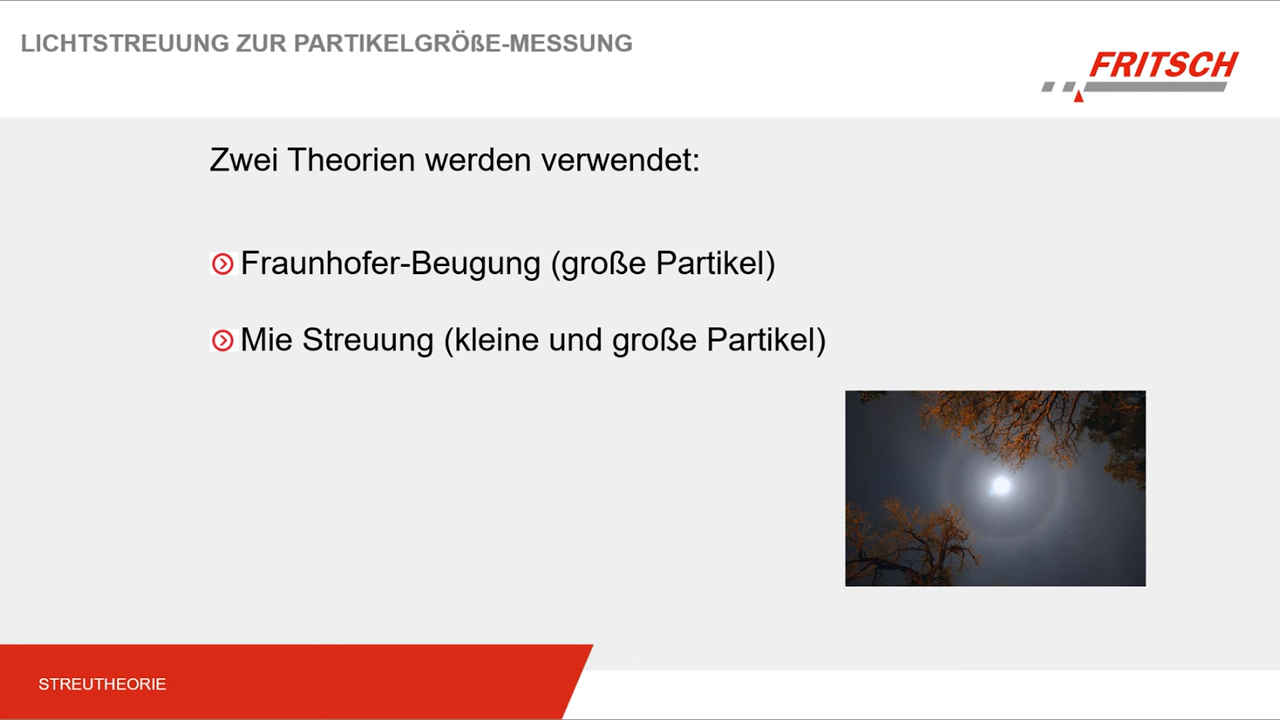 LICHTSTREUUNG ZUR PARTIKELGRÖßE-MESSUNG
FRITSCH
Zwei Theorien werden verwendet:
Fraunhofer-Beugung (große Partikel)
Mie Streuung (kleine und große Partikel)
STREUTHEORIE